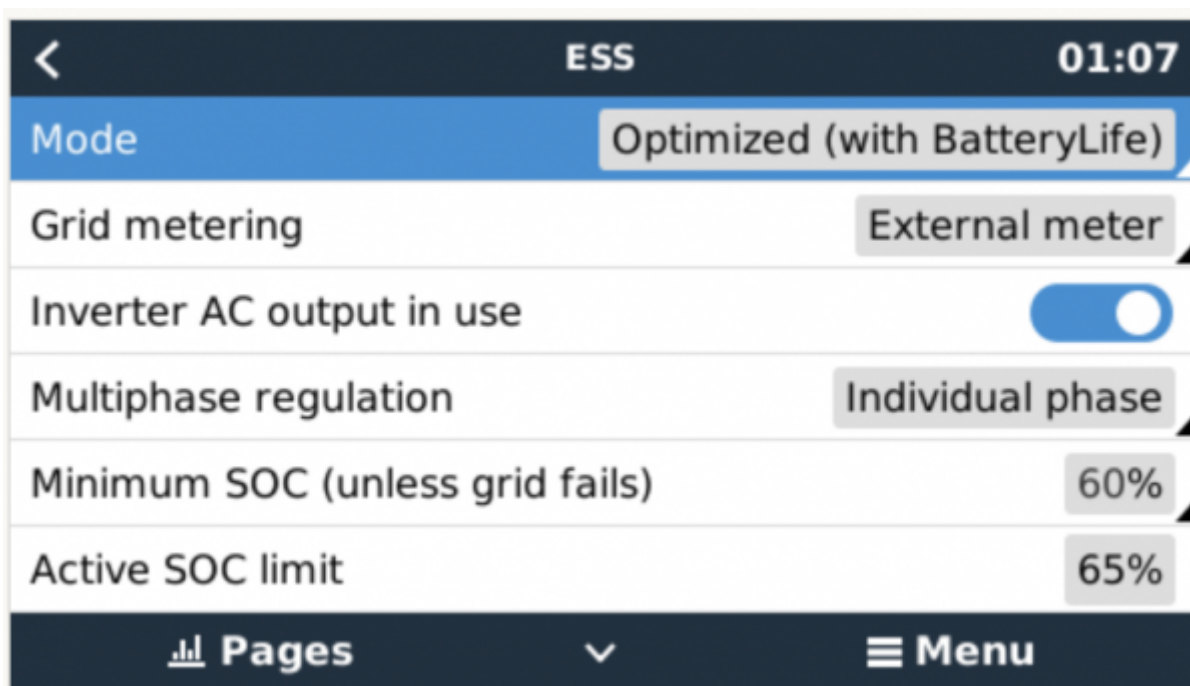 ESS 01:07
Mode Optimized (with BatteryLife)
Grid metering External meter
Inverter AC output in use
Multiphase regulation Individual phase
Minimum SOC (unless grid fails) 60%
Active SOC limit 65%
Pages Menu